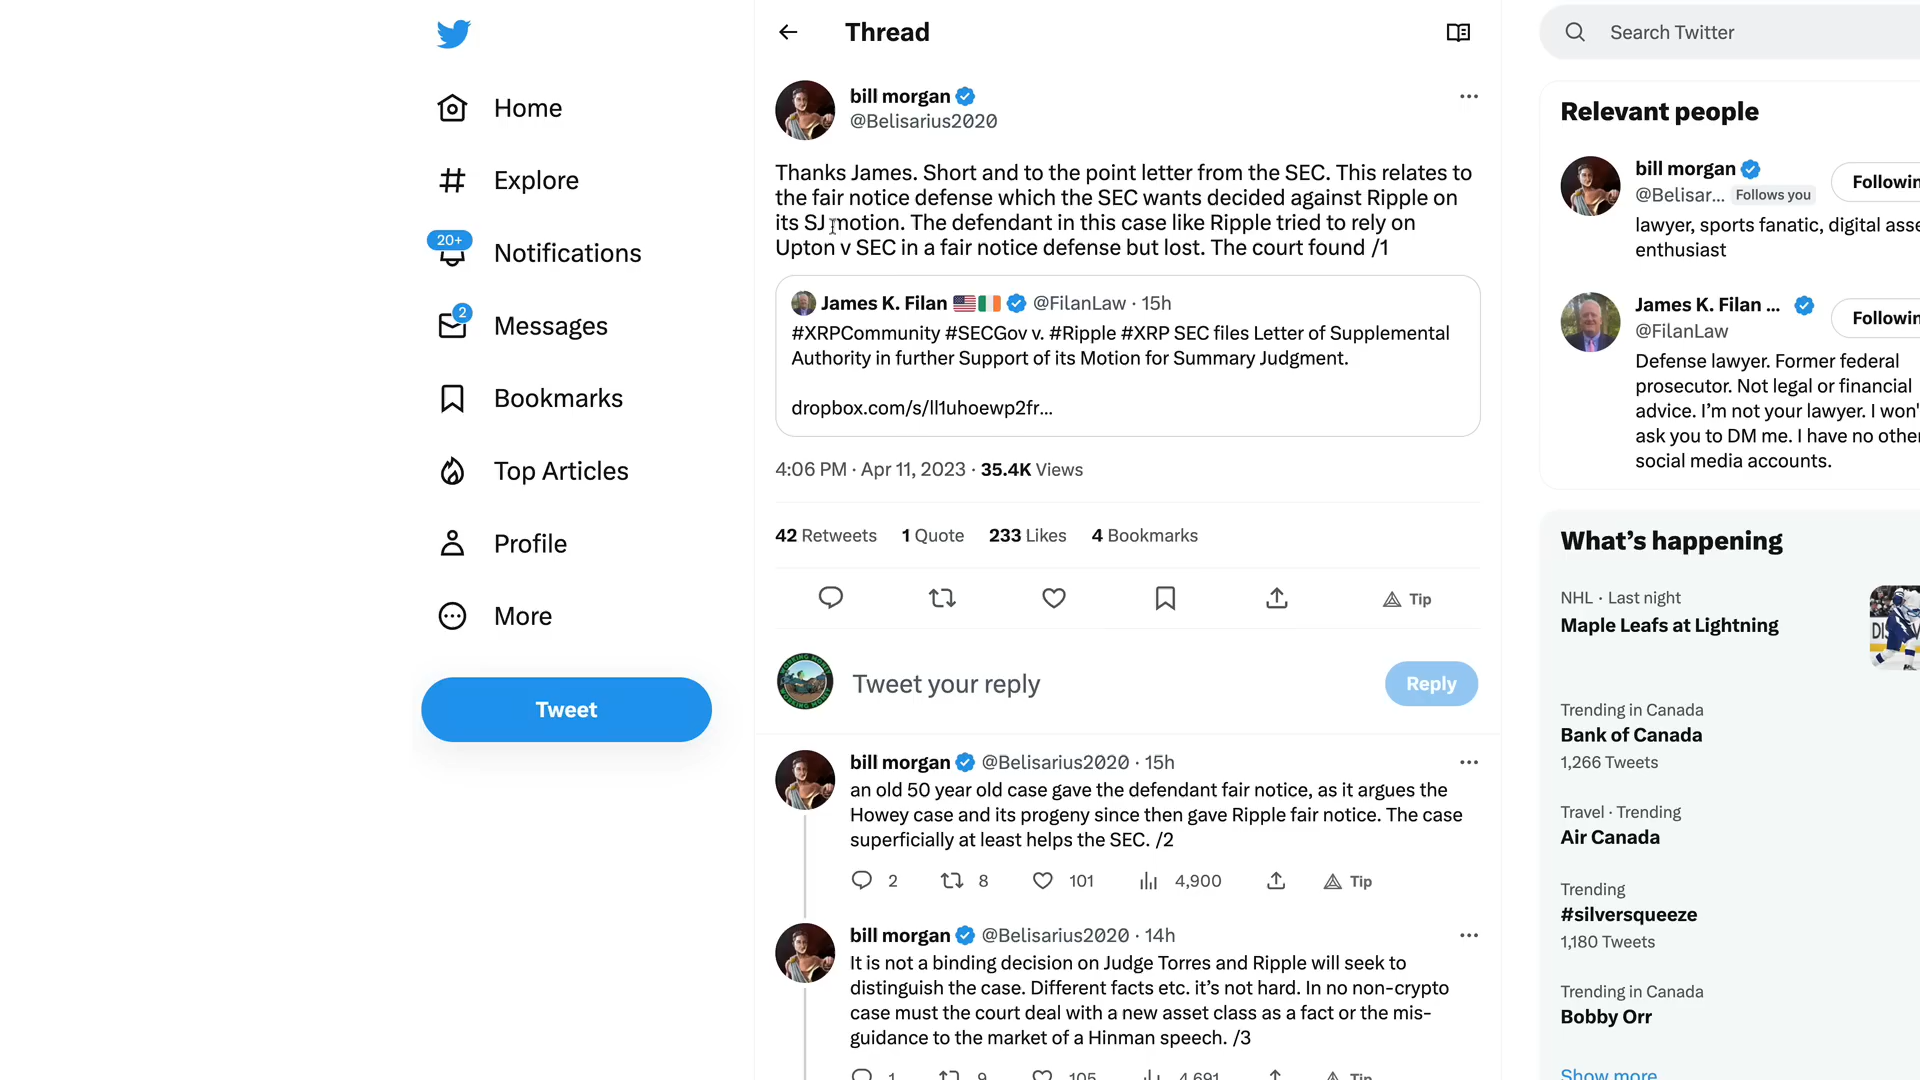 Thread
Search Twitter
Home
Explore
20+
Notifications
2
Messages
Bookmarks
Top Articles
Profile
More
Tweet
bill morgan
@Belisarius2020
Thanks James. Short and to the point letter from the SEC. This relates to
the fair notice defense which the SEC wants decided against Ripple on
its SJ motion. The defendant in this case like Ripple tried to rely on
Upton v SEC in a fair notice defense but lost. The court found /1
James K. Filan 🇺🇸🇮🇪 @FilanLaw · 15h
#XRPCommunity #SECGov v. #Ripple #XRP SEC files Letter of Supplemental
Authority in further Support of its Motion for Summary Judgment.
dropbox.com/s/ll1uhoewp2fr...
4:06 PM · Apr 11, 2023 · 35.4K Views
42 Retweets 1 Quote 233 Likes 4 Bookmarks
Tip
Tweet your reply
Reply
bill morgan @Belisarius2020 · 15h
an old 50 year old case gave the defendant fair notice, as it argues the
Howey case and its progeny since then gave Ripple fair notice. The case
superficially at least helps the SEC. /2
2 8 101 4,900 Tip
bill morgan @Belisarius2020 · 14h
It is not a binding decision on Judge Torres and Ripple will seek to
distinguish the case. Different facts etc. it's not hard. In no non-crypto
case must the court deal with a new asset class as a fact or the mis-
guidance to the market of a Hinman speech. /3
1 9 105 4,691 Tip
Relevant people
bill morgan
@Belisar... Follows you
Followin
lawyer, sports fanatic, digital asse
enthusiast
James K. Filan ...
@FilanLaw
Followin
Defense lawyer. Former federal
prosecutor. Not legal or financial
advice. I'm not your lawyer. I won'
ask you to DM me. I have no other
social media accounts.
What's happening
NHL · Last night
Maple Leafs at Lightning
Trending in Canada
Bank of Canada
1,266 Tweets
Travel · Trending
Air Canada
Trending
#silversqueeze
1,180 Tweets
Trending in Canada
Bobby Orr
Show more